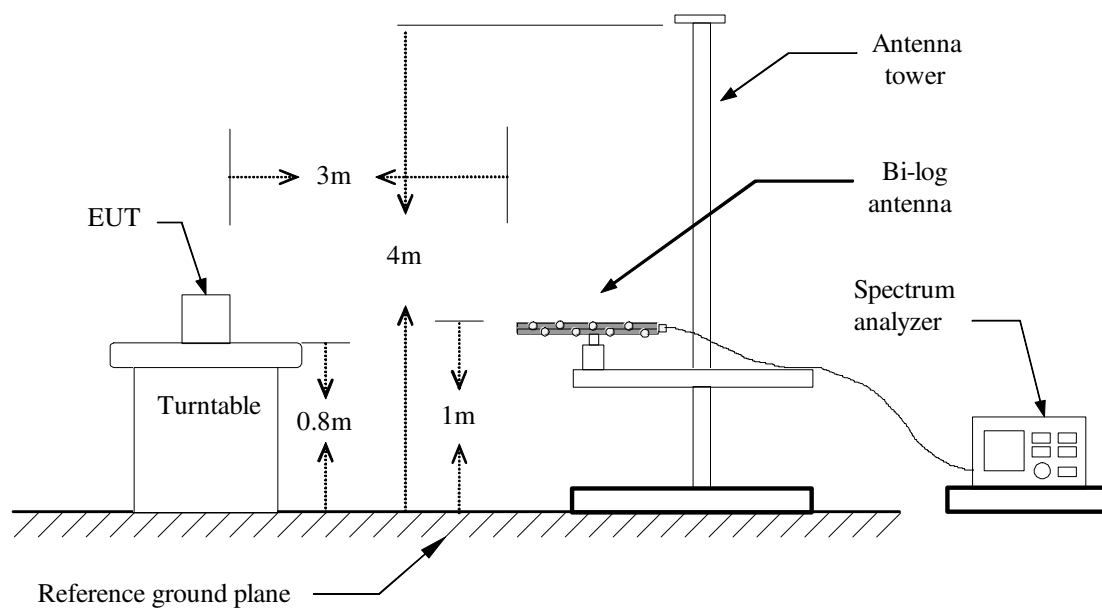 Antenna
tower
3m
Bi-log
antenna
EUT
4m
Spectrum
analyzer
Turntable
0.8m
1m
Reference ground plane